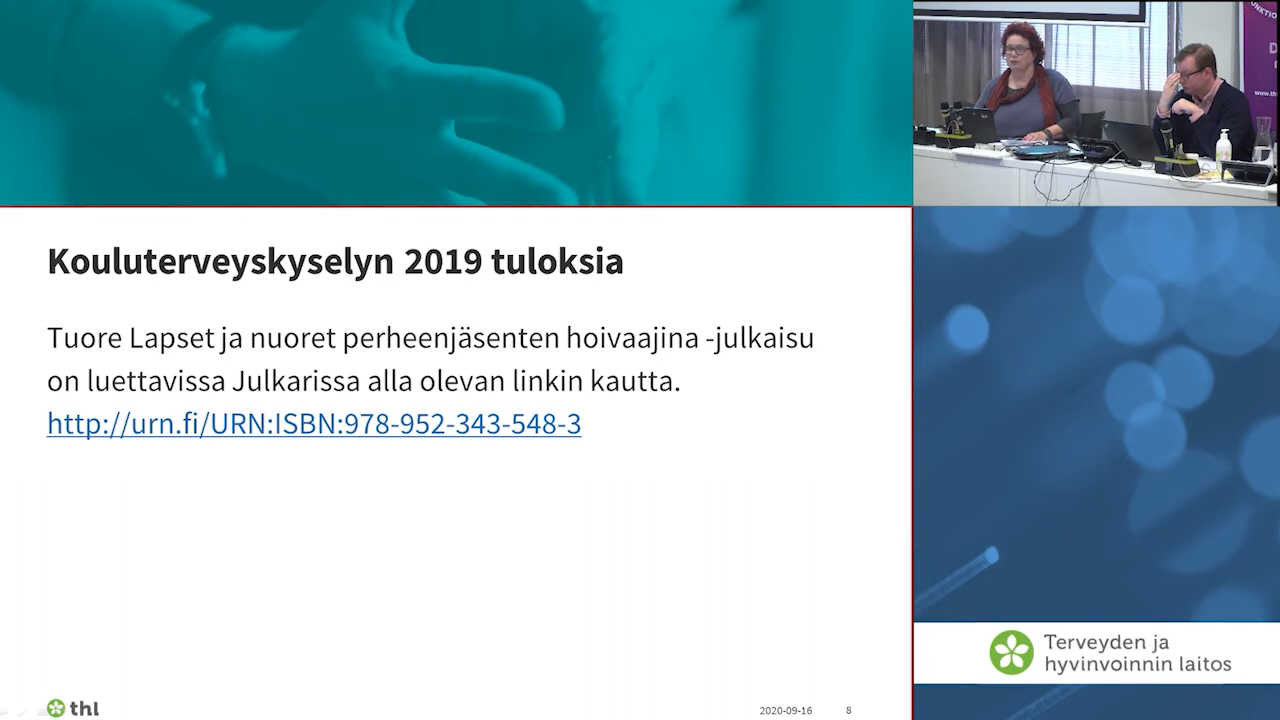 Kouluterveyskyselyn 2019 tuloksia
Tuore Lapset ja nuoret perheenjäsenten hoivaajina -julkaisu
on luettavissa Julkarissa alla olevan linkin kautta.
http://urn.fi/URN:ISBN:978-952-343-548-3
thl
2020-09-16
8
Terveyden ja
hyvinvoinnin laitos